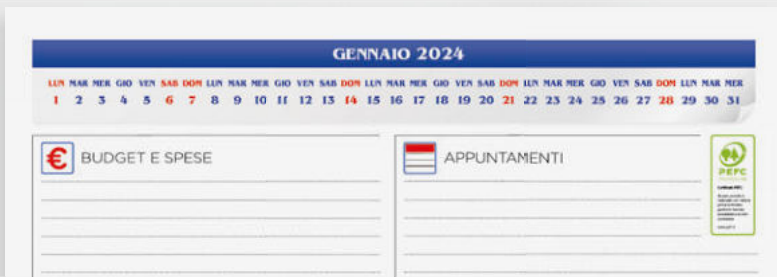 GENNAIO 2024
LUN MAR MER GIO VEN SAB DOM LUN MAR MER GIO VEN SAB DOM LUN MAR MER GIO VEN SAB DOM LUN MAR MER GIO VEN SAB DOM LUN MAR MER
1 2 3 4 5 6 7 8 9 10 11 12 13 14 15 16 17 18 19 20 21 22 23 24 25 26 27 28 29 30 31
€ BUDGET E SPESE
APPUNTAMENTI
PEFC